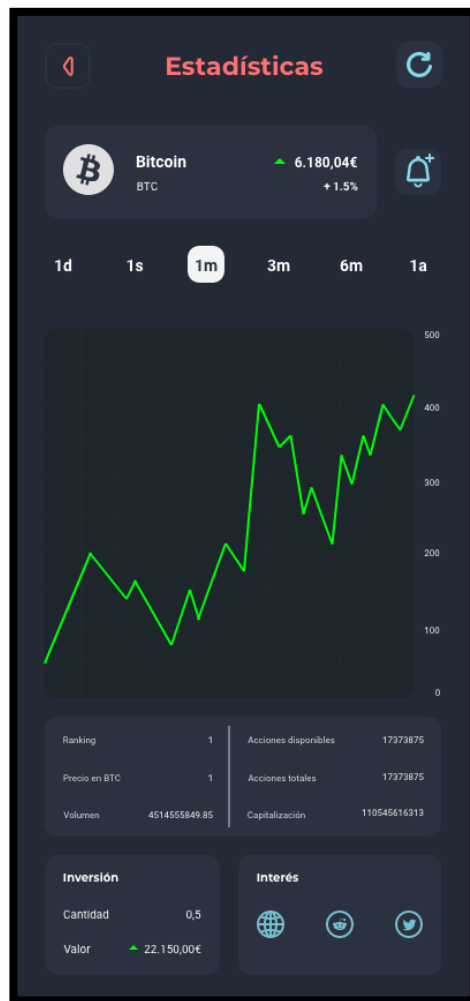 Estadísticas
Bitcoin 6.180,04€
BTC + 1.5%
1d 1s 1m 3m 6m 1a
500
400
300
200
100
0
Ranking 1 Acciones disponibles 17373875
Precio en BTC 1 Acciones totales 17373875
Volumen 4514555849.85 Capitalización 110545616313
Inversión Interés
Cantidad 0,5
Valor 22.150,00€